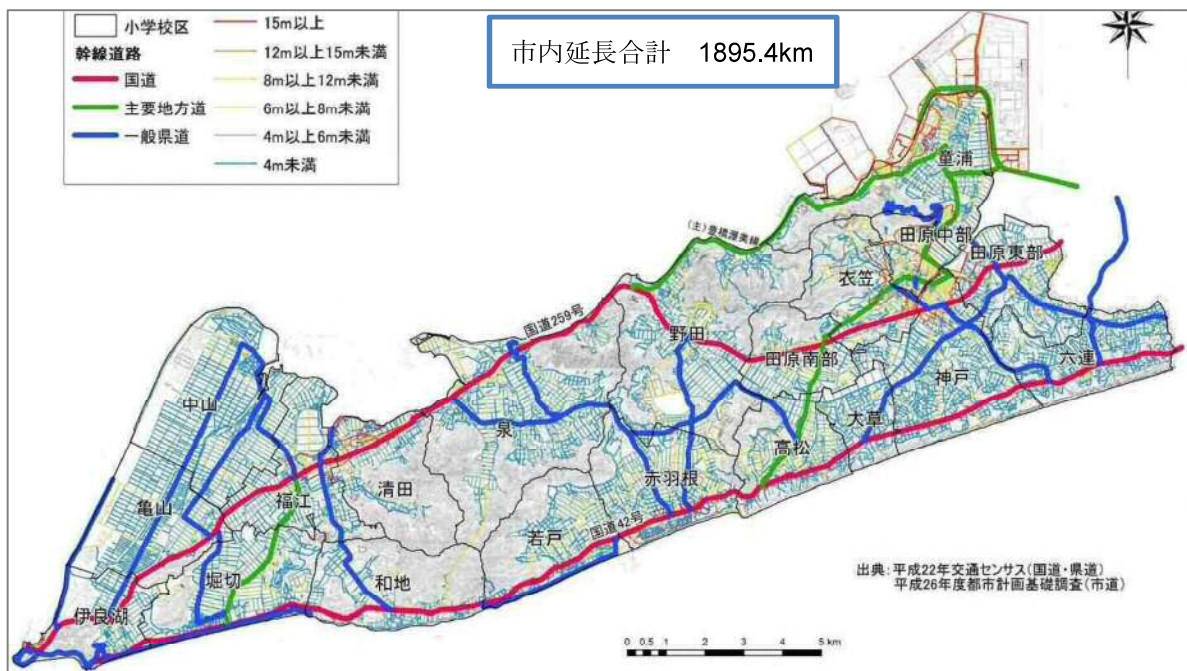 小学校区
幹線道路
国道
主要地方道
一般県道
15m以上
12m以上15m未満
8m以上12m未満
6m以上8m未満
4m以上6m未満
4m未満
市内延長合計 1895.4km
童浦
(主)豊橋渥美線
田原中部
田原東部
衣笠
国道259号
野田
田原南部
六連
神戸
中山
泉
大草
高松
赤羽根
清田
福江
亀山
若戸
国道42号
堀切
和地
伊良湖
出典:平成22年交通センサス(国道・県道)
平成26年度都市計画基礎調査(市道)
0 0.5 1 2 3 4 5 km